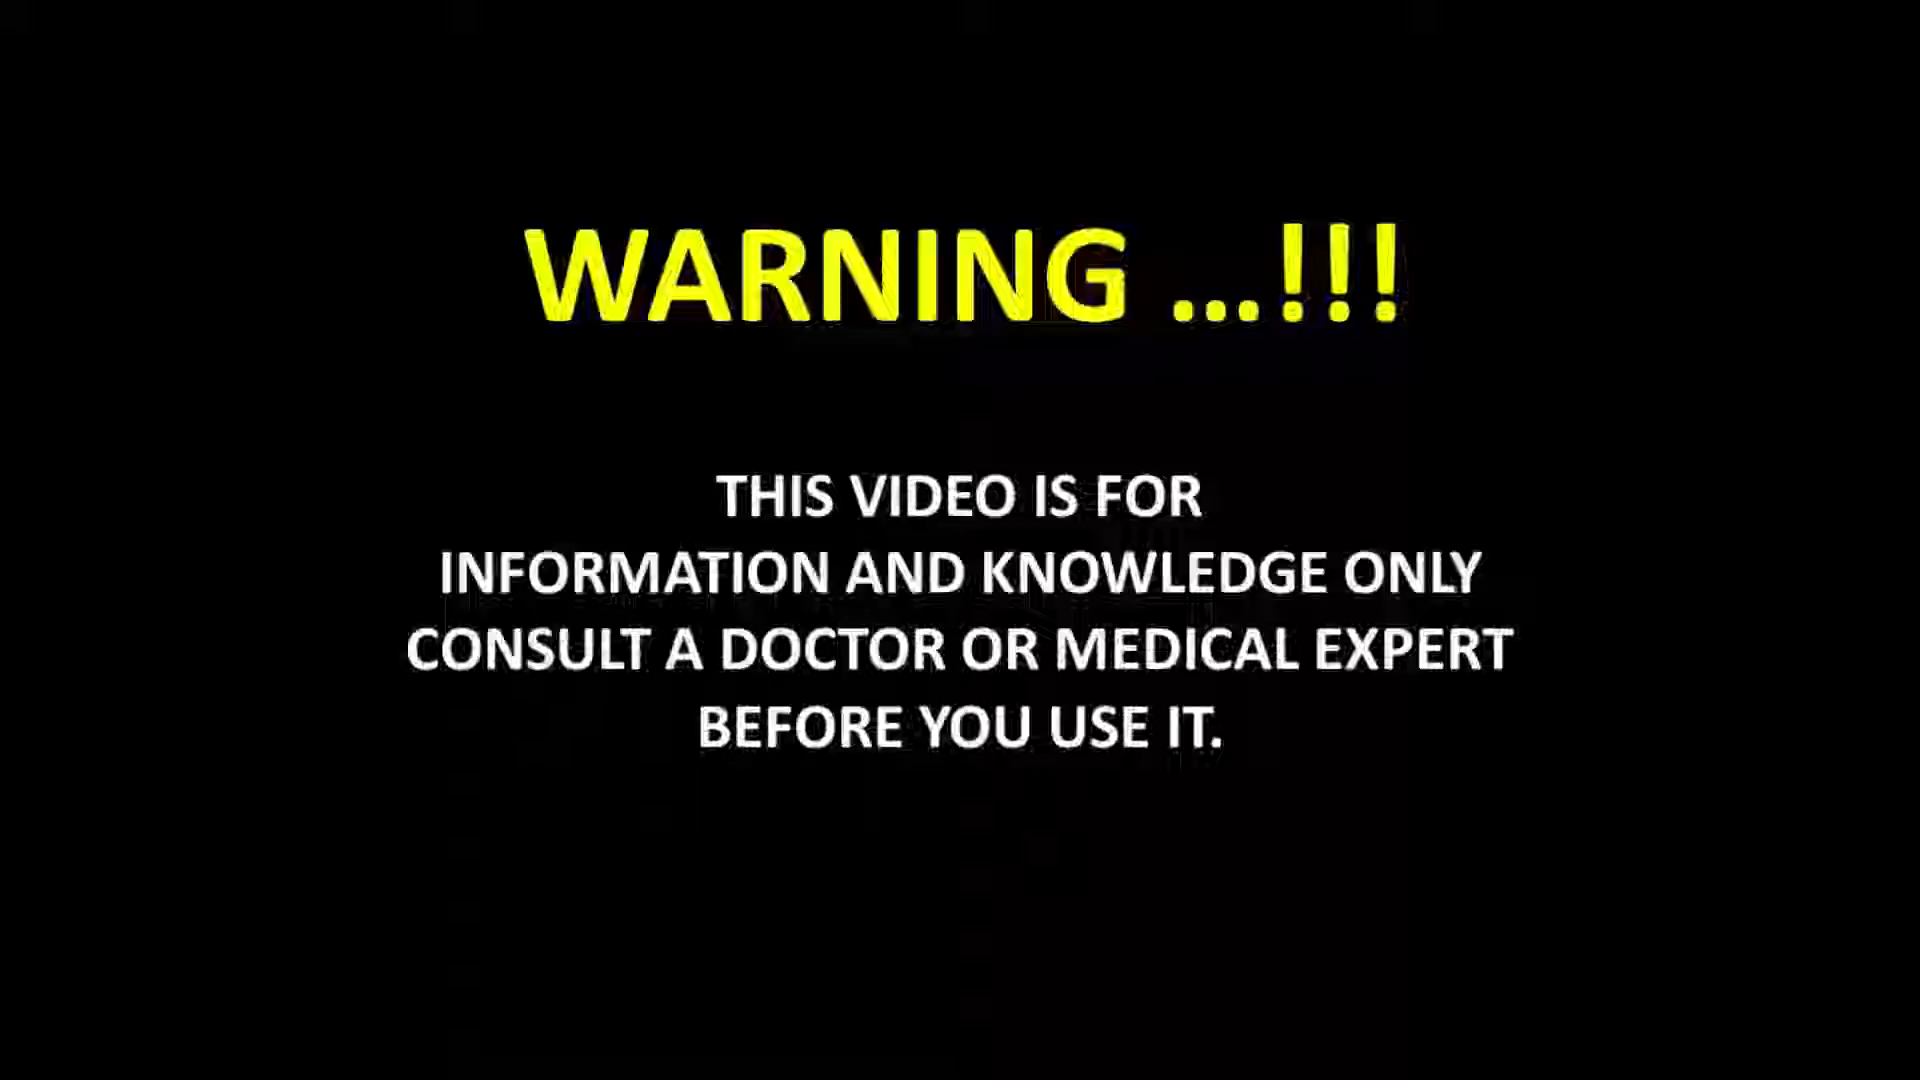 WARNING ...!!!
THIS VIDEO IS FOR
INFORMATION AND KNOWLEDGE ONLY
CONSULT A DOCTOR OR MEDICAL EXPERT
BEFORE YOU USE IT.